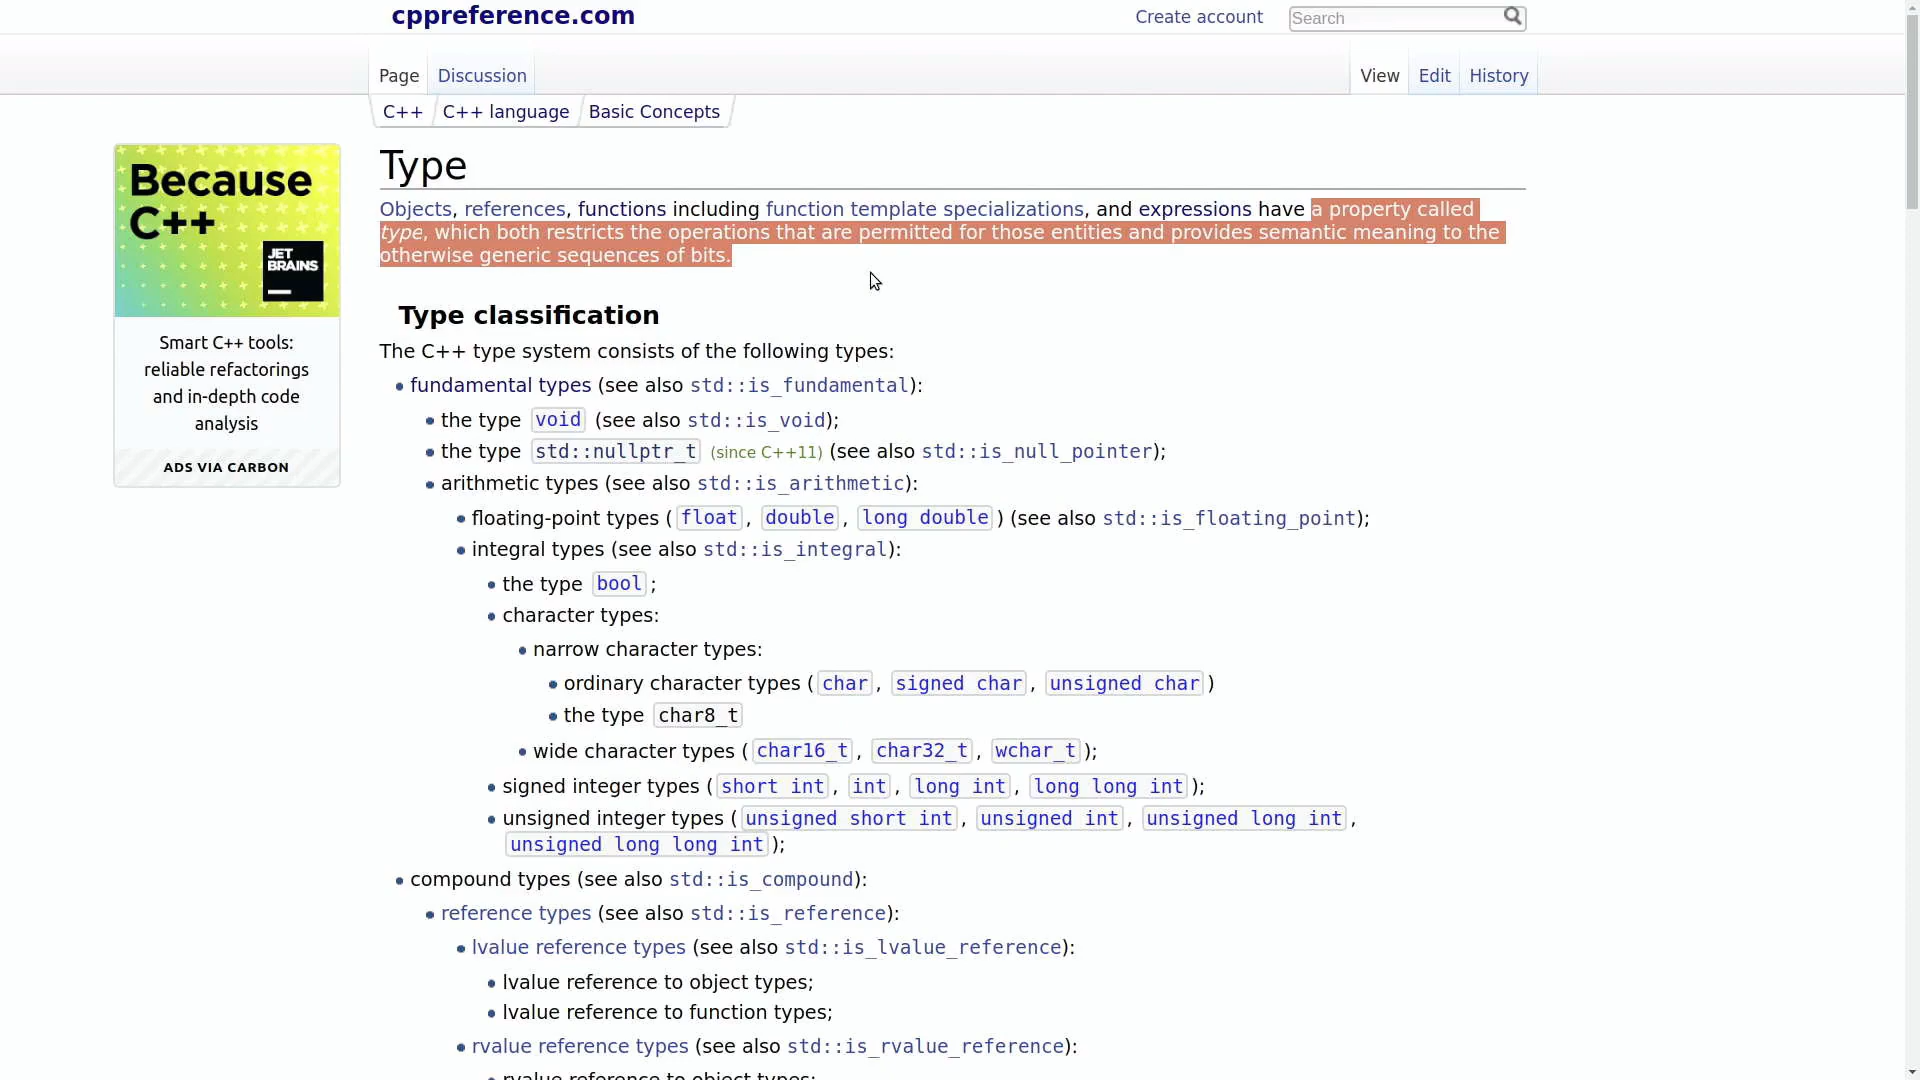 cppreference.com
Create account
Search
Page
Discussion
View
Edit
History
C++
C++ language
Basic Concepts
Because
C++
JET
BRAINS
Smart C++ tools:
reliable refactorings
and in-depth code
analysis
ADS VIA CARBON
Type
Objects, references, functions including function template specializations, and expressions have a property called
type, which both restricts the operations that are permitted for those entities and provides semantic meaning to the
otherwise generic sequences of bits.
Type classification
The C++ type system consists of the following types:
fundamental types (see also std::is_fundamental):
the type void (see also std::is_void);
the type std::nullptr_t (since C++11) (see also std::is_null_pointer);
arithmetic types (see also std::is_arithmetic):
floating-point types (float, double, long double) (see also std::is_floating_point);
integral types (see also std::is_integral):
the type bool;
character types:
narrow character types:
ordinary character types (char, signed char, unsigned char)
the type char8_t
wide character types (char16_t, char32_t, wchar_t);
signed integer types (short int, int, long int, long long int);
unsigned integer types (unsigned short int, unsigned int, unsigned long int,
unsigned long long int);
compound types (see also std::is_compound):
reference types (see also std::is_reference):
lvalue reference types (see also std::is_lvalue_reference):
lvalue reference to object types;
lvalue reference to function types;
rvalue reference types (see also std::is_rvalue_reference):
rvalue reference to object types;